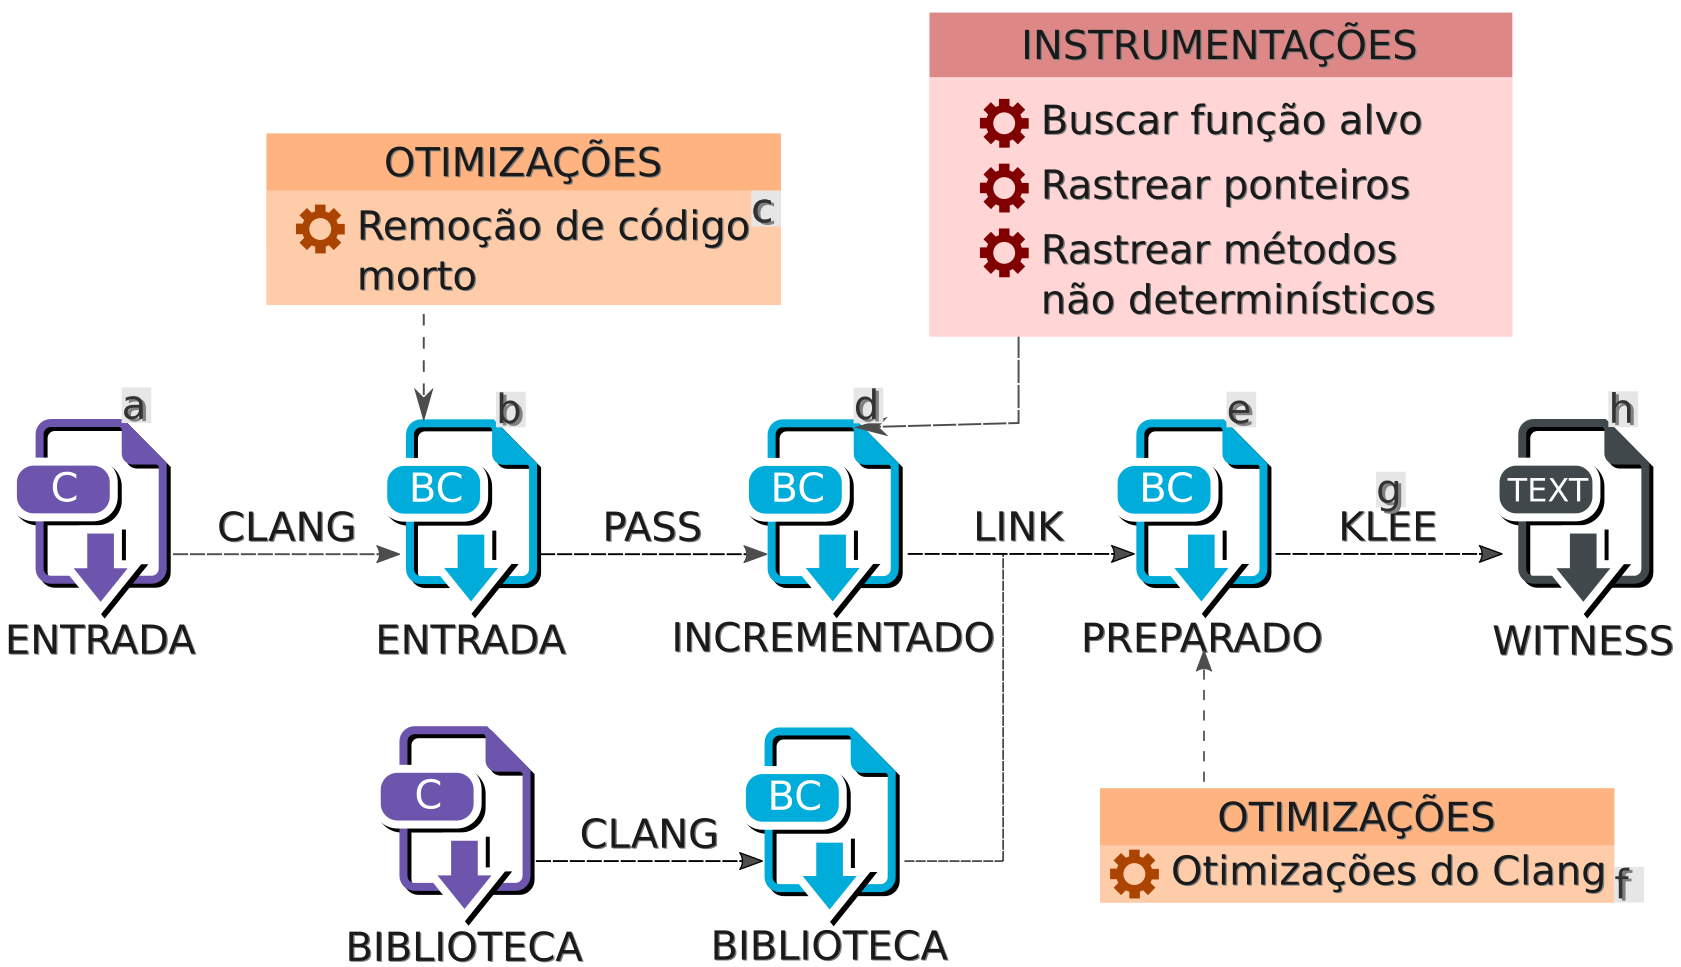 INSTRUMENTAÇÕES
Buscar função alvo
Rastrear ponteiros
Rastrear métodos
não determinísticos
OTIMIZAÇÕES
Remoção de código
c
morto
a
b
d
e
h
C
BC
BC
BC
TEXT
g
CLANG
PASS
LINK
KLEE
ENTRADA
ENTRADA
INCREMENTADO
PREPARADO
WITNESS
C
BC
CLANG
BIBLIOTECA
BIBLIOTECA
OTIMIZAÇÕES
Otimizações do Clang
f